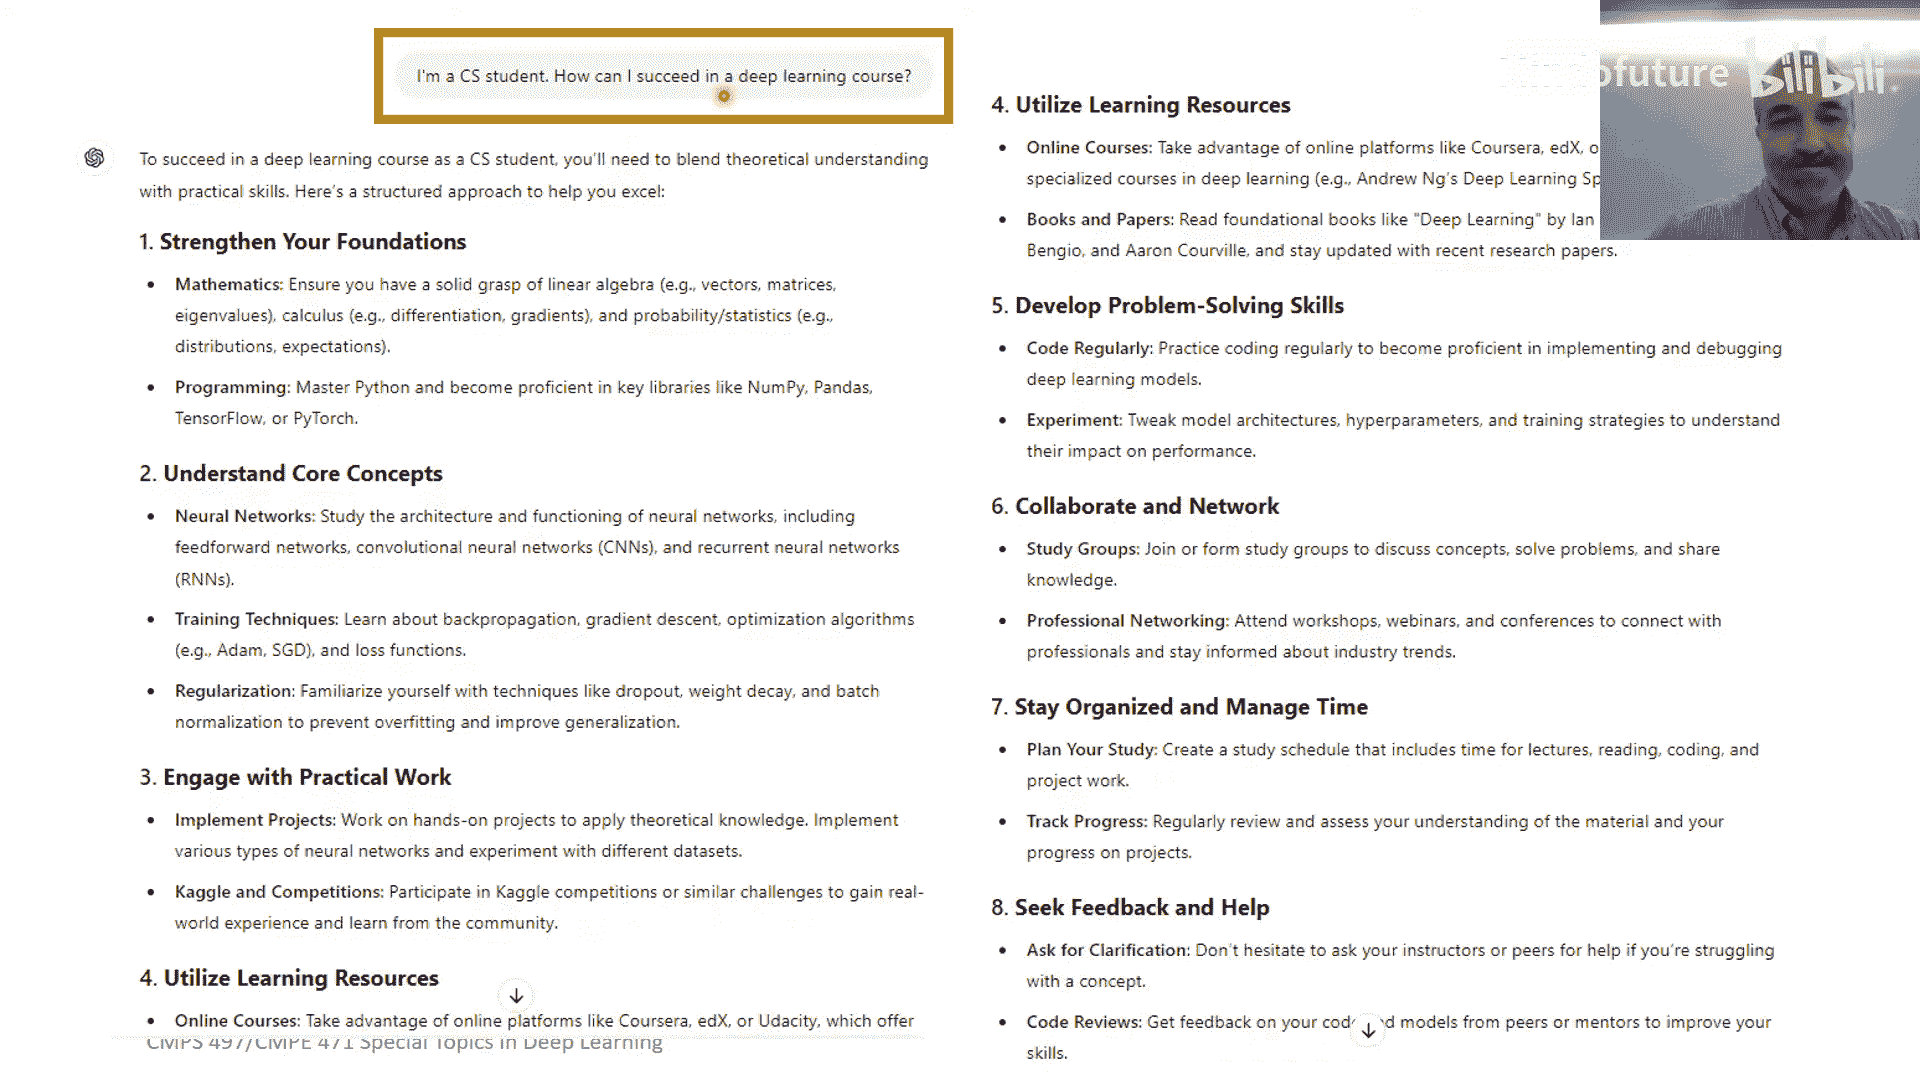 I'm a CS student. How can I succeed in a deep learning course?
To succeed in a deep learning course as a CS student, you'll need to blend theoretical understanding
with practical skills. Here's a structured approach to help you excel:
1. Strengthen Your Foundations
• Mathematics: Ensure you have a solid grasp of linear algebra (e.g., vectors, matrices,
eigenvalues), calculus (e.g., differentiation, gradients), and probability/statistics (e.g.,
distributions, expectations).
• Programming: Master Python and become proficient in key libraries like NumPy, Pandas,
TensorFlow, or PyTorch.
2. Understand Core Concepts
• Neural Networks: Study the architecture and functioning of neural networks, including
feedforward networks, convolutional neural networks (CNNs), and recurrent neural networks
(RNNs).
• Training Techniques: Learn about backpropagation, gradient descent, optimization algorithms
(e.g., Adam, SGD), and loss functions.
• Regularization: Familiarize yourself with techniques like dropout, weight decay, and batch
normalization to prevent overfitting and improve generalization.
3. Engage with Practical Work
• Implement Projects: Work on hands-on projects to apply theoretical knowledge. Implement
various types of neural networks and experiment with different datasets.
• Kaggle and Competitions: Participate in Kaggle competitions or similar challenges to gain real-
world experience and learn from the community.
4. Utilize Learning Resources
• Online Courses: Take advantage of online platforms like Coursera, edX, or Udacity, which offer
CMPS 497/CMPE 471 Special Topics in Deep Learning
4. Utilize Learning Resources
• Online Courses: Take advantage of online platforms like Coursera, edX, o
specialized courses in deep learning (e.g., Andrew Ng's Deep Learning Sp
• Books and Papers: Read foundational books like "Deep Learning" by Ian
Bengio, and Aaron Courville, and stay updated with recent research papers.
5. Develop Problem-Solving Skills
• Code Regularly: Practice coding regularly to become proficient in implementing and debugging
deep learning models.
• Experiment: Tweak model architectures, hyperparameters, and training strategies to understand
their impact on performance.
6. Collaborate and Network
• Study Groups: Join or form study groups to discuss concepts, solve problems, and share
knowledge.
• Professional Networking: Attend workshops, webinars, and conferences to connect with
professionals and stay informed about industry trends.
7. Stay Organized and Manage Time
• Plan Your Study: Create a study schedule that includes time for lectures, reading, coding, and
project work.
• Track Progress: Regularly review and assess your understanding of the material and your
progress on projects.
8. Seek Feedback and Help
• Ask for Clarification: Don't hesitate to ask your instructors or peers for help if you're struggling
with a concept.
• Code Reviews: Get feedback on your cod d models from peers or mentors to improve your
skills.
ofuture bilibili